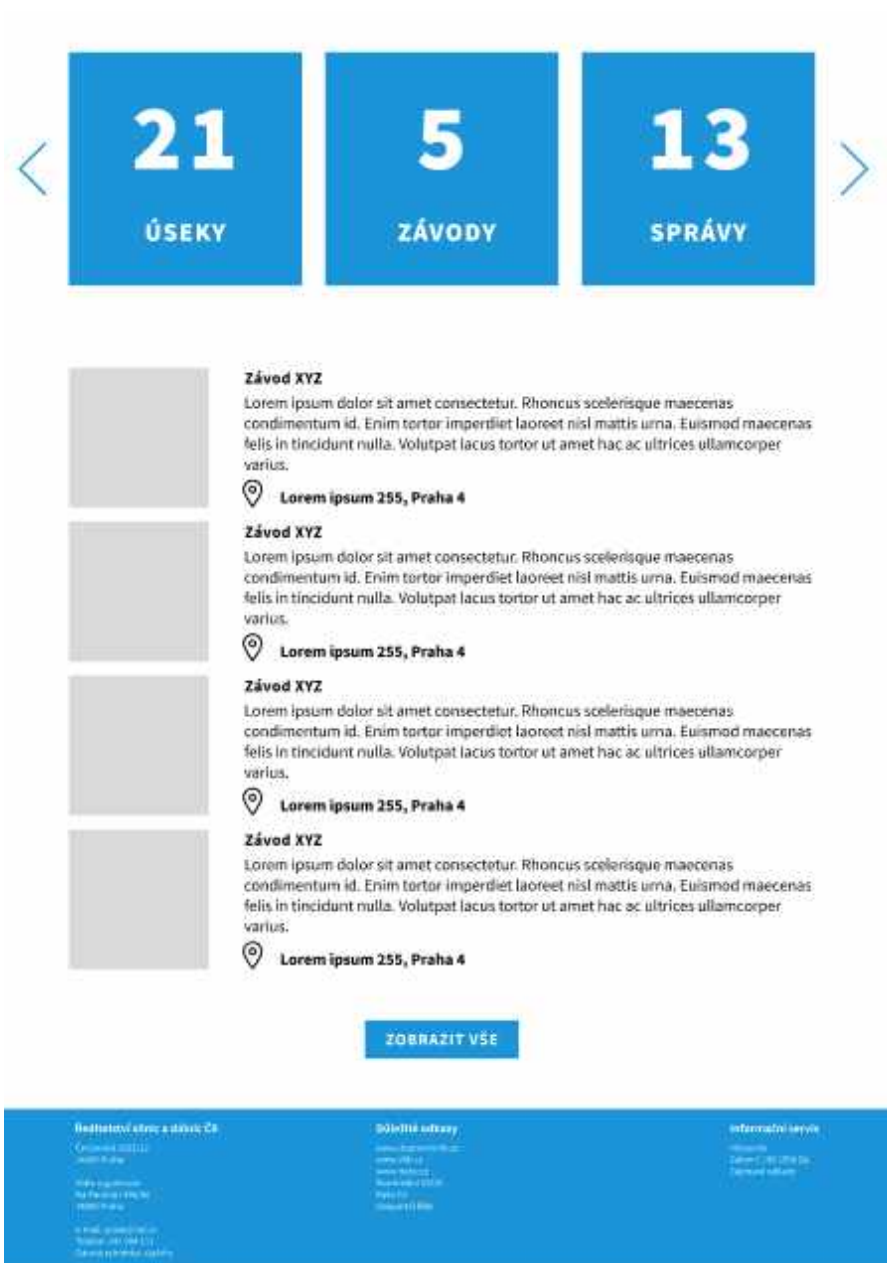 21
5
13
ÚSEKY
ZÁVODY
SPRÁVY
Závod XYZ
Lorem ipsum dolor sit amet consectetur. Rhoncus scelerisque maecenas
condimentum id. Enim tortor imperdiet laoreet nisl mattis urna. Euismod maecenas
felis in tincidunt nulla. Volutpat lacus tortor ut amet hac ac ultrices ullamcorper
varius.
Lorem ipsum 255, Praha 4
Závod XYZ
Lorem ipsum dolor sit amet consectetur. Rhoncus scelerisque maecenas
condimentum id. Enim tortor imperdiet laoreet nisl mattis urna. Euismod maecenas
felis in tincidunt nulla. Volutpat lacus tortor ut amet hac ac ultrices ullamcorper
varius.
Lorem ipsum 255, Praha 4
Závod XYZ
Lorem ipsum dolor sit amet consectetur. Rhoncus scelerisque maecenas
condimentum id. Enim tortor imperdiet laoreet nisl mattis urna. Euismod maecenas
felis in tincidunt nulla. Volutpat lacus tortor ut amet hac ac ultrices ullamcorper
varius.
Lorem ipsum 255, Praha 4
Závod XYZ
Lorem ipsum dolor sit amet consectetur. Rhoncus scelerisque maecenas
condimentum id. Enim tortor imperdiet laoreet nisl mattis urna. Euismod maecenas
felis in tincidunt nulla. Volutpat lacus tortor ut amet hac ac ultrices ullamcorper
varius.
Lorem ipsum 255, Praha 4
ZOBRAZIT VŠE
Ředitelství silnic a dálnic ČR
Důležité odkazy
Informační servis